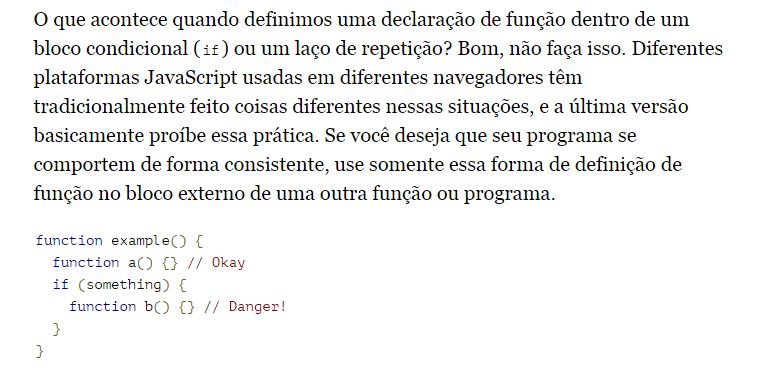 O que acontece quando definimos uma declaração de função dentro de um
bloco condicional (if) ou um laço de repetição? Bom, não faça isso. Diferentes
plataformas JavaScript usadas em diferentes navegadores têm
tradicionalmente feito coisas diferentes nessas situações, e a última versão
basicamente proíbe essa prática. Se você deseja que seu programa se
comportem de forma consistente, use somente essa forma de definição de
função no bloco externo de uma outra função ou programa.
function example() {
  function a() {} // Okay
  if (something) {
    function b() {} // Danger!
  }
}